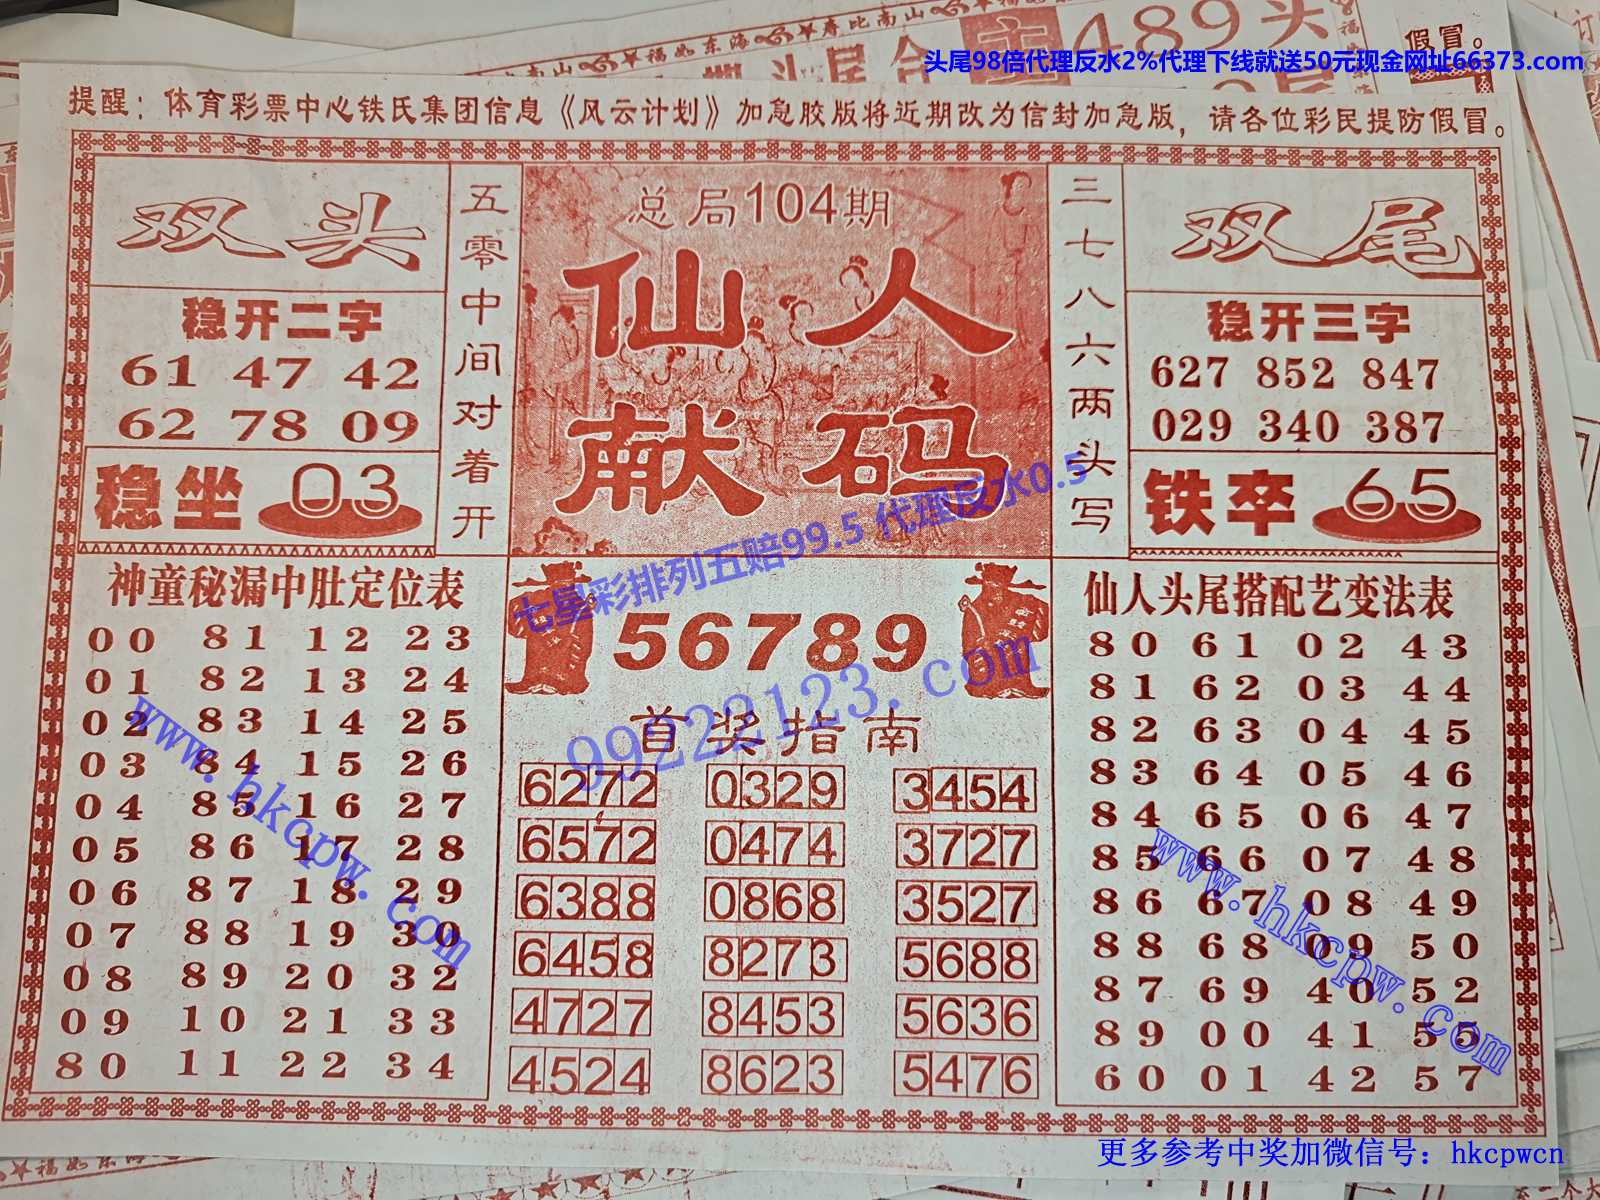 489头
假冒。
头尾98倍代理反水2%代理下线就送50元现金网址66373.com
提醒：体育彩票中心铁氏集团信息《风云计划》加急胶版将近期改为信封加急版，请各位彩民提防假冒。
双头
稳开二字
61 47 42
62 78 09
稳坐 03
五零中间对着开
总局104期
仙人
献码
三七八六两头写
双尾
稳开三字
627 852 847
029 340 387
铁卒 65
七星彩排列五赔99.5 代理反水0.5
神童秘漏中肚定位表
00 81 12 23
01 82 13 24
02 83 14 25
03 84 15 26
04 85 16 27
05 86 17 28
06 87 18 29
07 88 19 30
08 89 20 32
09 10 21 33
80 11 22 34
www.hkcpw.com
56789
99222123.com
首奖指南
6272 0329 3454
6572 0474 3727
6388 0868 3527
6458 8273 5688
4727 8453 5636
4524 8623 5476
仙人头尾搭配艺变法表
80 61 02 43
81 62 03 44
82 63 04 45
83 64 05 46
84 65 06 47
85 66 07 48
86 67 08 49
88 68 09 50
87 69 40 52
89 00 41 55
60 01 42 57
www.hkcpw.com
更多参考中奖加微信号：hkcpwcn
福如东海